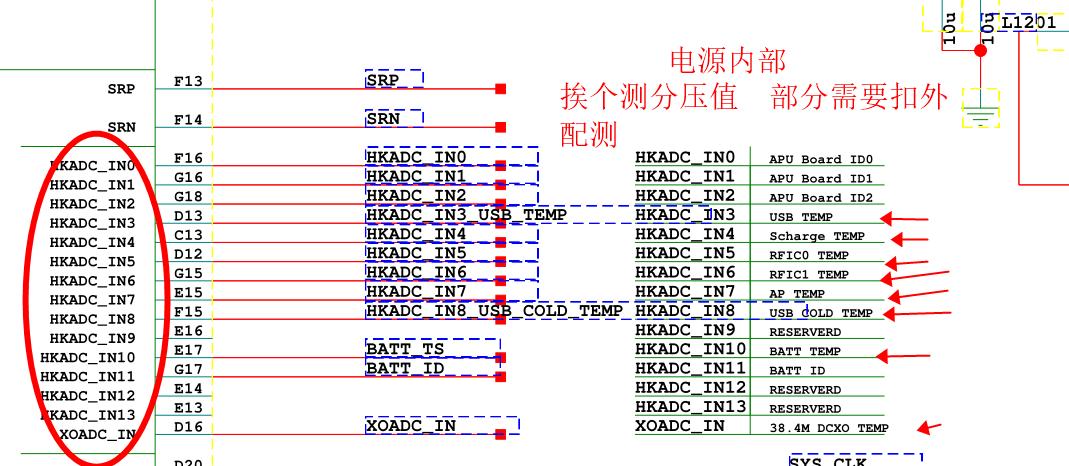 10u 10u L1201
电源内部
挨个测分压值 部分需要扣外
配测
SRP F13 SRP
SRN F14 SRN
HKADC_IN0 F16 HKADC_IN0 HKADC_IN0 APU Board ID0
HKADC_IN1 G16 HKADC_IN1 HKADC_IN1 APU Board ID1
HKADC_IN2 G18 HKADC_IN2 HKADC_IN2 APU Board ID2
HKADC_IN3 D13 HKADC_IN3_USB_TEMP HKADC_IN3 USB TEMP
HKADC_IN4 C13 HKADC_IN4 HKADC_IN4 Scharge TEMP
HKADC_IN5 D12 HKADC_IN5 HKADC_IN5 RFIC0 TEMP
HKADC_IN6 G15 HKADC_IN6 HKADC_IN6 RFIC1 TEMP
HKADC_IN7 E15 HKADC_IN7 HKADC_IN7 AP TEMP
HKADC_IN8 F15 HKADC_IN8_USB_COLD_TEMP HKADC_IN8 USB COLD TEMP
HKADC_IN9 E16 HKADC_IN9 RESERVERD
HKADC_IN10 E17 BATT_TS HKADC_IN10 BATT TEMP
HKADC_IN11 G17 BATT_ID HKADC_IN11 BATT ID
HKADC_IN12 E14 HKADC_IN12 RESERVERD
HKADC_IN13 E13 HKADC_IN13 RESERVERD
XOADC_IN D16 XOADC_IN XOADC_IN 38.4M DCXO TEMP
D20 SYS_CLK